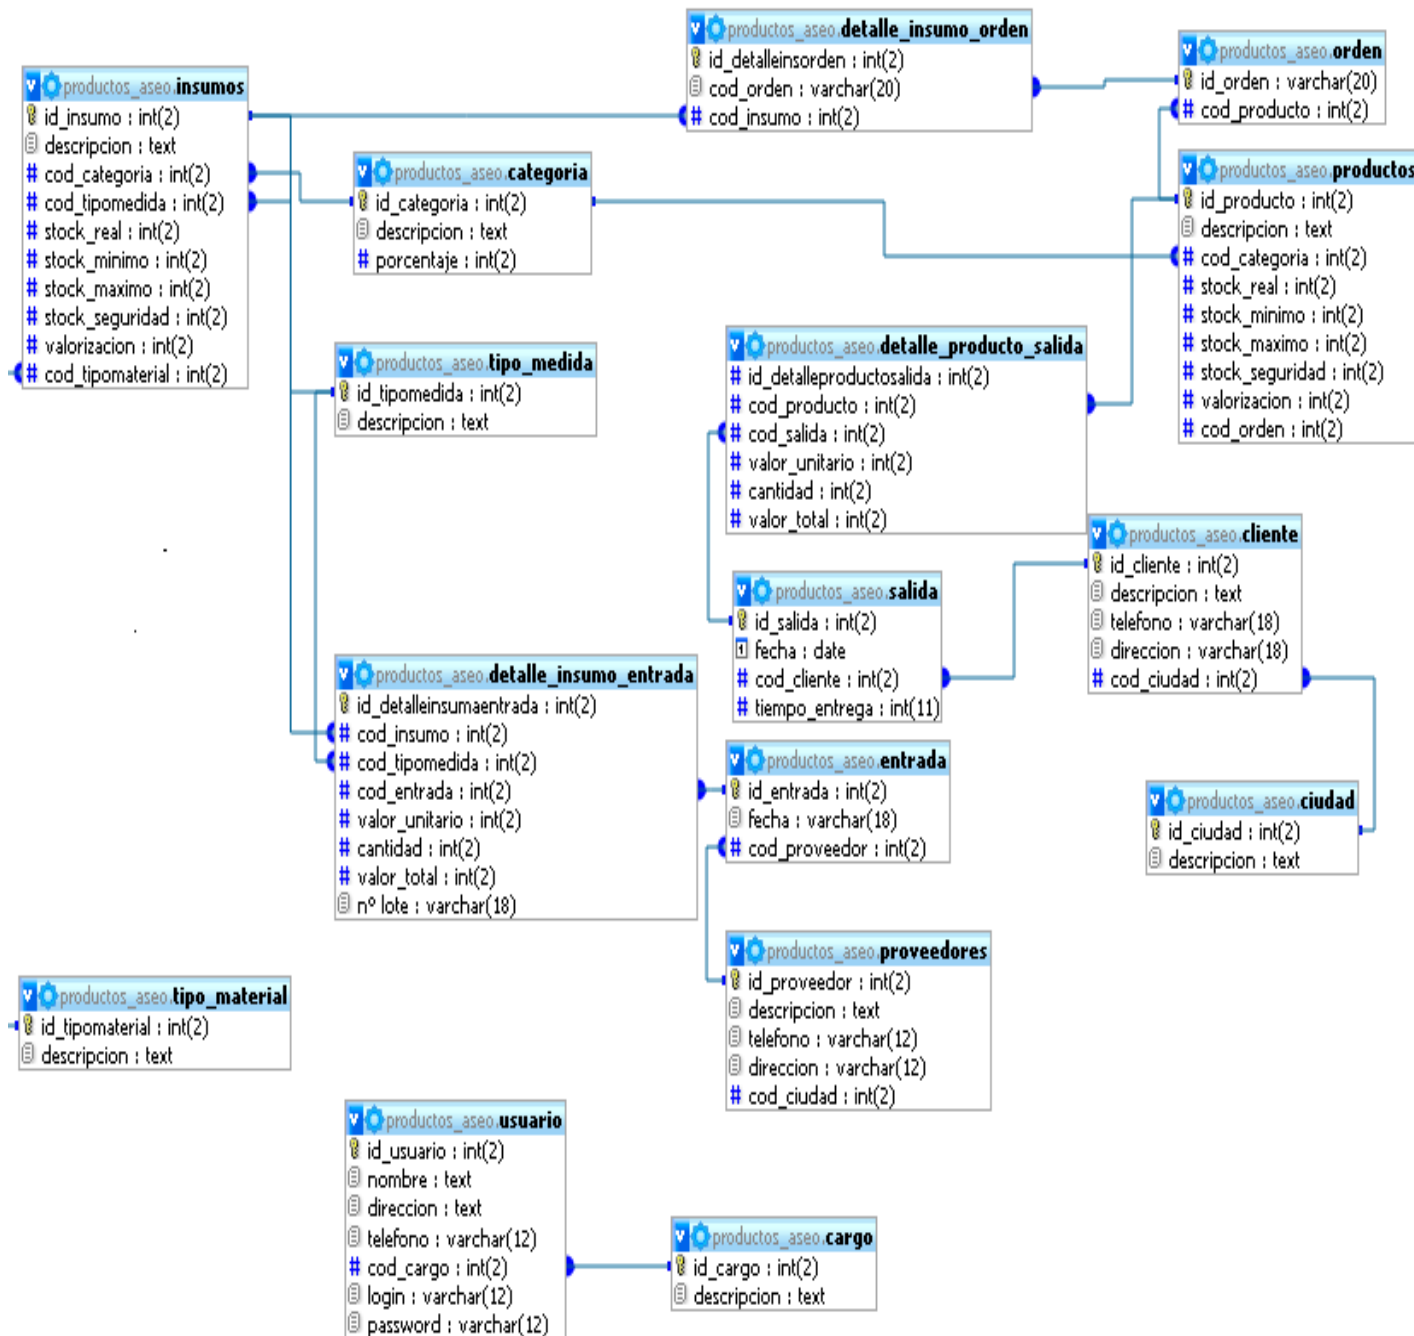 productos_aseo.insumos
id_insumo : int(2)
descripcion : text
cod_categoria : int(2)
cod_tipomedida : int(2)
stock_real : int(2)
stock_minimo : int(2)
stock_maximo : int(2)
stock_seguridad : int(2)
valorizacion : int(2)
cod_tipomaterial : int(2)
productos_aseo.detalle_insumo_orden
id_detalleinsorden : int(2)
cod_orden : varchar(20)
cod_insumo : int(2)
productos_aseo.orden
id_orden : varchar(20)
cod_producto : int(2)
productos_aseo.categoria
id_categoria : int(2)
descripcion : text
porcentaje : int(2)
productos_aseo.productos
id_producto : int(2)
descripcion : text
cod_categoria : int(2)
stock_real : int(2)
stock_minimo : int(2)
stock_maximo : int(2)
stock_seguridad : int(2)
valorizacion : int(2)
cod_orden : int(2)
productos_aseo.tipo_medida
id_tipomedida : int(2)
descripcion : text
productos_aseo.detalle_producto_salida
id_detalleproductosalida : int(2)
cod_producto : int(2)
cod_salida : int(2)
valor_unitario : int(2)
cantidad : int(2)
valor_total : int(2)
productos_aseo.cliente
id_cliente : int(2)
descripcion : text
telefono : varchar(18)
direccion : varchar(18)
cod_ciudad : int(2)
productos_aseo.salida
id_salida : int(2)
fecha : date
cod_cliente : int(2)
tiempo_entrega : int(11)
productos_aseo.detalle_insumo_entrada
id_detalleinsumaentrada : int(2)
cod_insumo : int(2)
cod_tipomedida : int(2)
cod_entrada : int(2)
valor_unitario : int(2)
cantidad : int(2)
valor_total : int(2)
nº lote : varchar(18)
productos_aseo.entrada
id_entrada : int(2)
fecha : varchar(18)
cod_proveedor : int(2)
productos_aseo.ciudad
id_ciudad : int(2)
descripcion : text
productos_aseo.proveedores
id_proveedor : int(2)
descripcion : text
telefono : varchar(12)
direccion : varchar(12)
cod_ciudad : int(2)
productos_aseo.tipo_material
id_tipomaterial : int(2)
descripcion : text
productos_aseo.usuario
id_usuario : int(2)
nombre : text
direccion : text
telefono : varchar(12)
cod_cargo : int(2)
login : varchar(12)
password : varchar(12)
productos_aseo.cargo
id_cargo : int(2)
descripcion : text